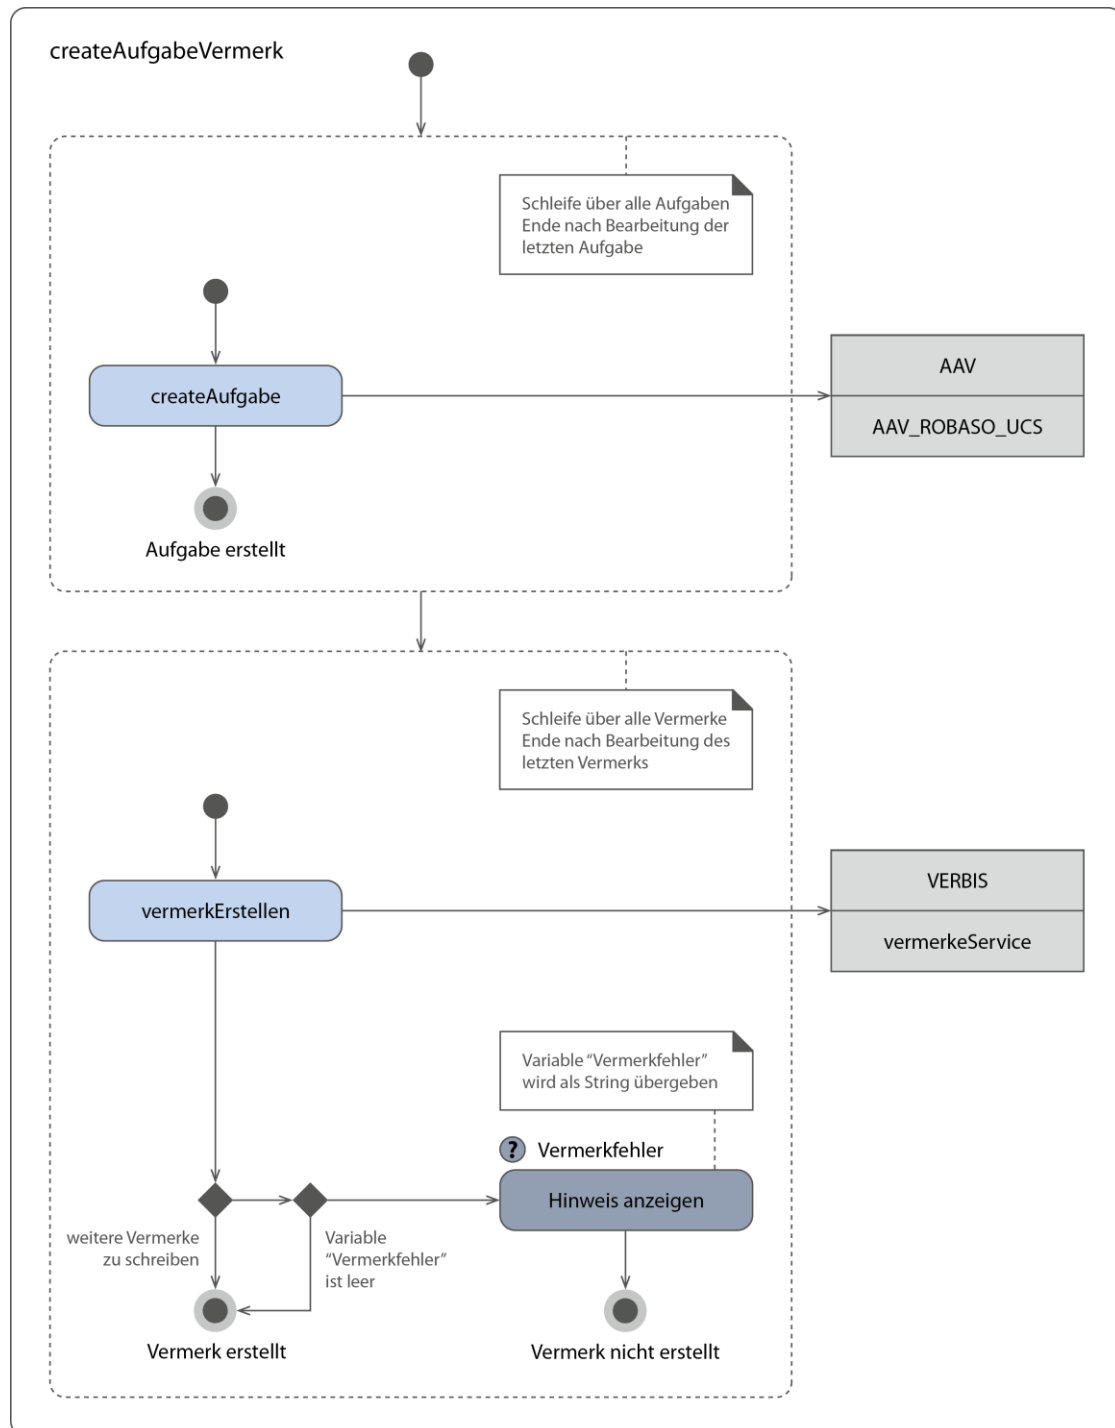 createAufgabeVermerk
Schleife über alle Aufgaben
Ende nach Bearbeitung der
letzten Aufgabe
createAufgabe
AAV
AAV_ROBASO_UCS
Aufgabe erstellt
Schleife über alle Vermerke
Ende nach Bearbeitung des
letzten Vermerks
vermerkErstellen
VERBIS
vermerkeService
Variable “Vermerkfehler”
wird als String übergeben
? Vermerkfehler
Hinweis anzeigen
weitere Vermerke
zu schreiben
Variable
“Vermerkfehler”
ist leer
Vermerk erstellt
Vermerk nicht erstellt